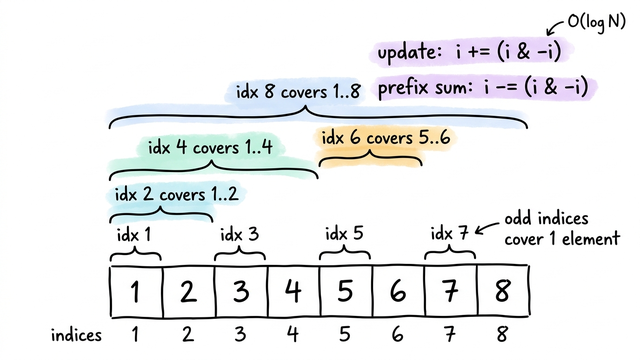 O(log N)
update: i += (i & -i)
prefix sum: i -= (i & -i)
idx 8 covers 1..8
idx 4 covers 1..4
idx 6 covers 5..6
idx 2 covers 1..2
idx 1
idx 3
idx 5
idx 7
odd indices
cover 1 element
1 2 3 4 5 6 7 8
indices 1 2 3 4 5 6 7 8